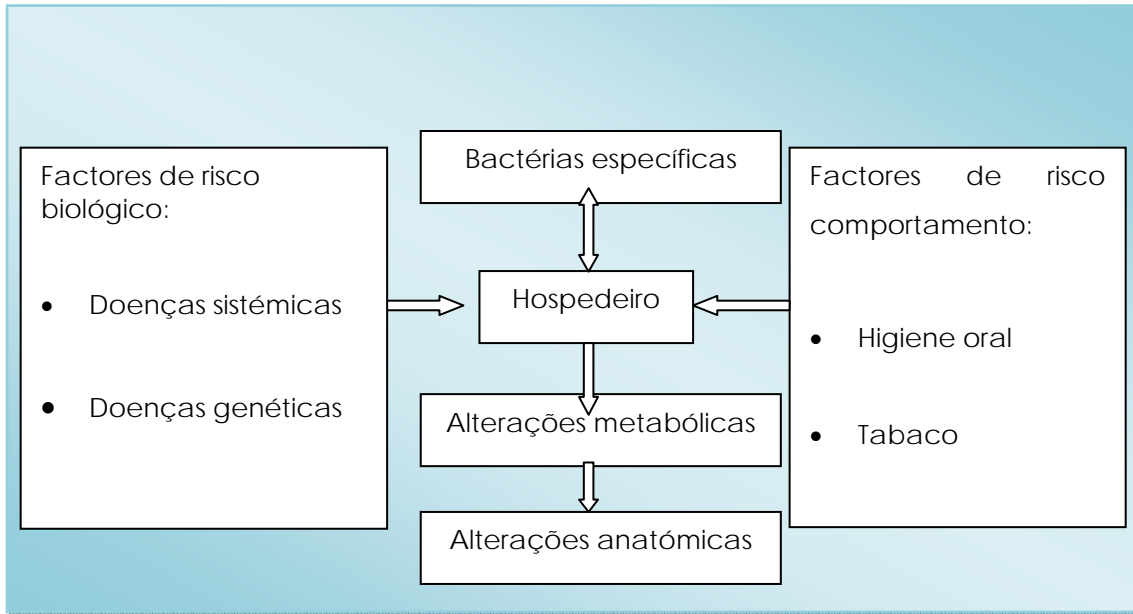 Factores de risco
biológico:
• Doenças sistémicas
• Doenças genéticas
Bactérias específicas
Hospedeiro
Alterações metabólicas
Alterações anatómicas
Factores de risco
comportamento:
• Higiene oral
• Tabaco